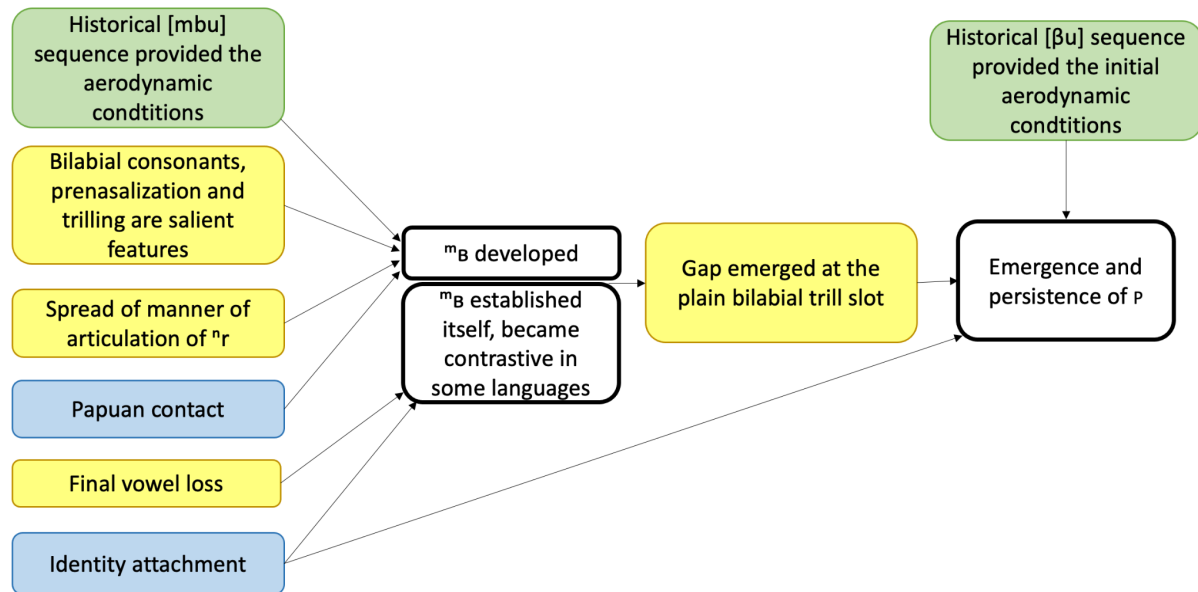 Historical [mbu]
sequence provided the
aerodynamic
condtitions
Bilabial consonants,
prenasalization and
trilling are salient
features
Spread of manner of
articulation of ⁿr
Papuan contact
Final vowel loss
Identity attachment
ᵐʙ developed
ᵐʙ established
itself, became
contrastive in
some languages
Gap emerged at the
plain bilabial trill slot
Historical [βu] sequence
provided the initial
aerodynamic
condtitions
Emergence and
persistence of ᴘ